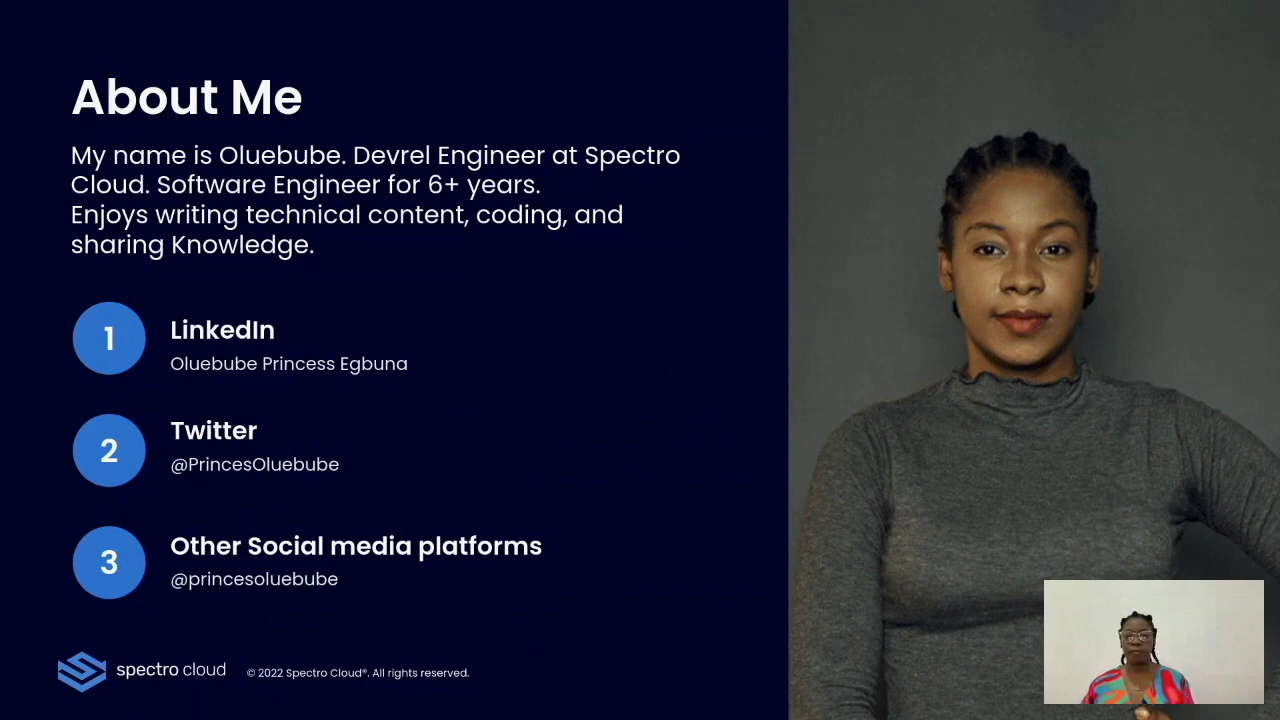 About Me
My name is Oluebube. Devrel Engineer at Spectro
Cloud. Software Engineer for 6+ years.
Enjoys writing technical content, coding, and
sharing Knowledge.
1
LinkedIn
Oluebube Princess Egbuna
2
Twitter
@PrincesOluebube
3
Other Social media platforms
@princesoluebube
spectro cloud
© 2022 Spectro Cloud®. All rights reserved.